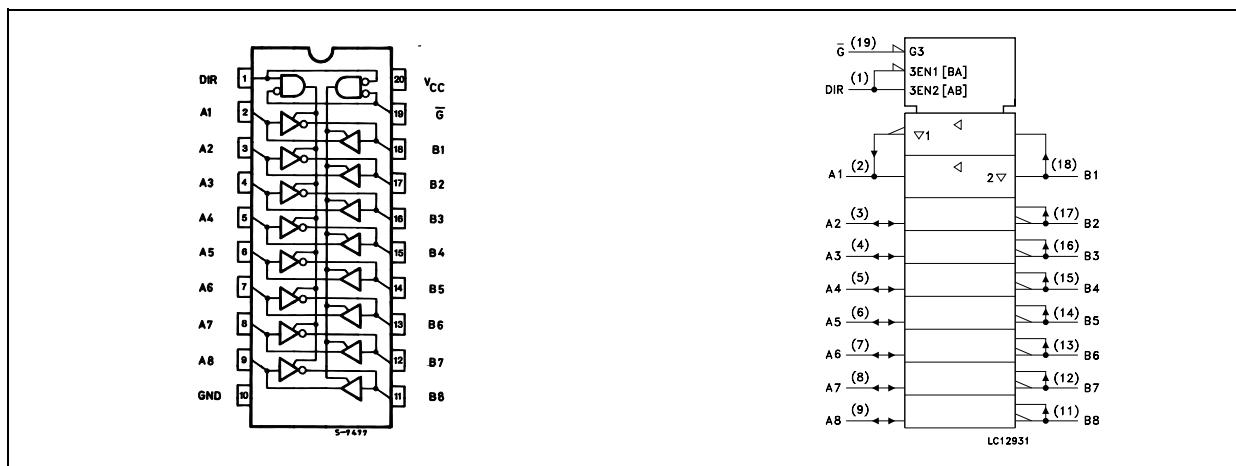 DIR 1 20 VCC
A1 2 19 G̅
A2 3 18 B1
A3 4 17 B2
A4 5 16 B3
A5 6 15 B4
A6 7 14 B5
A7 8 13 B6
A8 9 12 B7
GND 10 11 B8
S-7477
G̅ (19) G3
3EN1 [BA]
DIR (1) 3EN2 [AB]
▽1 ◁
A1 (2) ◁ 2▽ (18) B1
A2 (3) (17) B2
A3 (4) (16) B3
A4 (5) (15) B4
A5 (6) (14) B5
A6 (7) (13) B6
A7 (8) (12) B7
A8 (9) (11) B8
LC12931